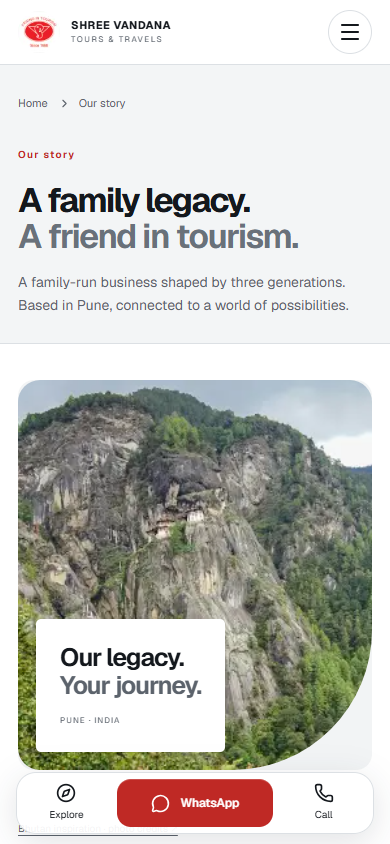 SHREE VANDANA
TOURS & TRAVELS
Home
Our story
Our story
A family legacy.
A friend in tourism.
A family-run business shaped by three generations.
Based in Pune, connected to a world of possibilities.
Our legacy.
Your journey.
PUNE · INDIA
Explore
WhatsApp
Call